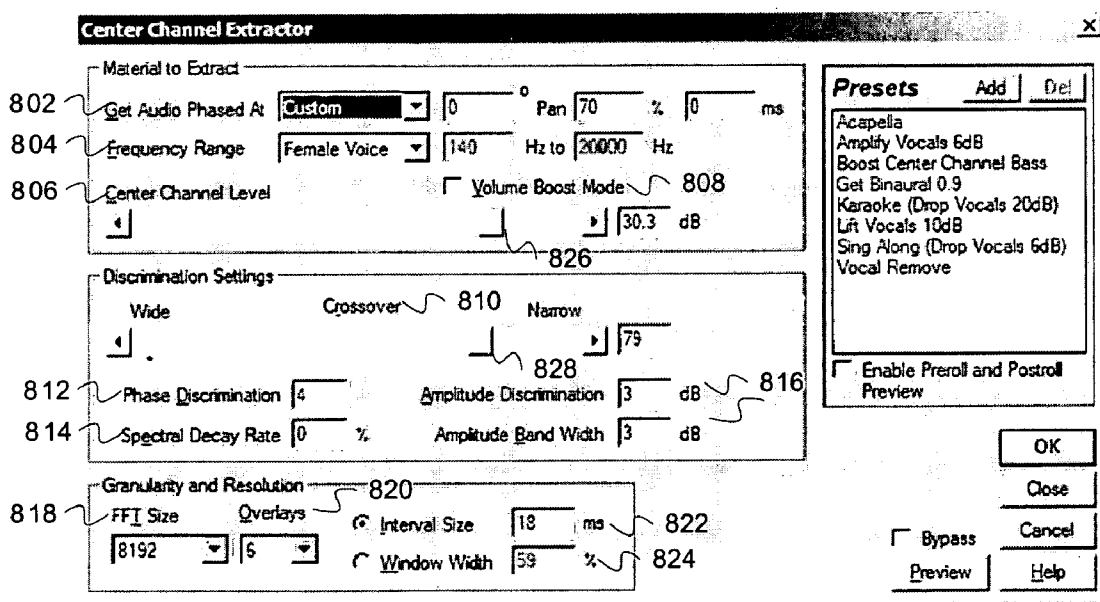 Center Channel Extractor
Material to Extract
802 Get Audio Phased At Custom 0 ° Pan 70 % 0 ms
804 Frequency Range Female Voice 140 Hz to 20000 Hz
806 Center Channel Level Volume Boost Mode 808
30.3 dB
826
Discrimination Settings
Wide Crossover 810 Narrow
79
828
812 Phase Discrimination 4 Amplitude Discrimination 3 dB 816
814 Spectral Decay Rate 0 % Amplitude Band Width 3 dB
Granularity and Resolution
818 FFT Size Overlays 820
8192 6
Interval Size 18 ms 822
Window Width 59 % 824
Presets Add Del
Acapella
Amplify Vocals 6dB
Boost Center Channel Bass
Get Binaural 0.9
Karaoke (Drop Vocals 20dB)
Lift Vocals 10dB
Sing Along (Drop Vocals 6dB)
Vocal Remove
Enable Preroll and Postroll
Preview
OK
Close
Bypass Cancel
Preview Help